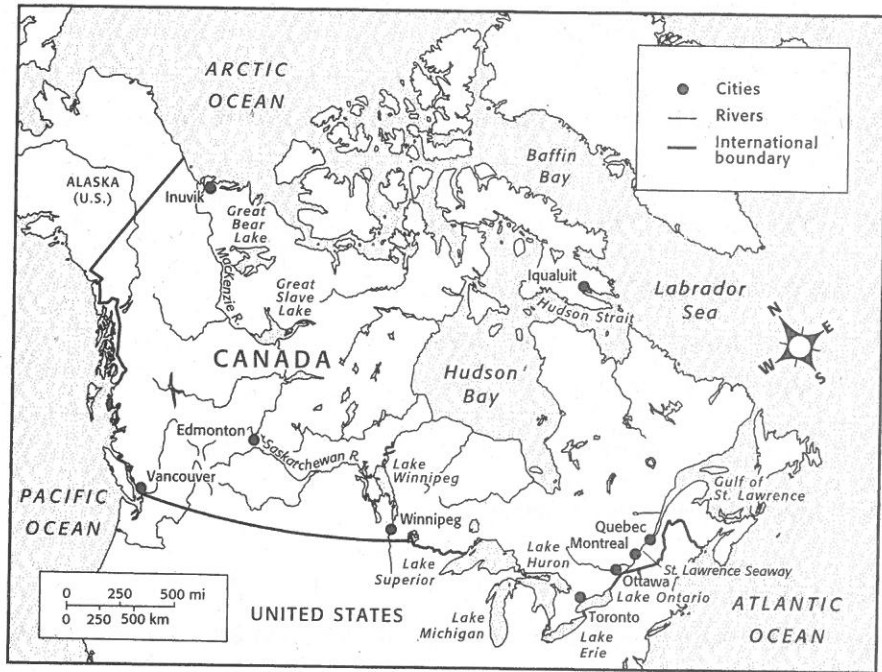 ARCTIC
OCEAN
Cities
Rivers
International
boundary
Baffin
Bay
ALASKA
(U.S.)
Inuvik
Great
Bear
Lake
Mackenzie R.
Great
Slave
Lake
Iqualuit
Hudson Strait
Labrador
Sea
N
E
W
S
CANADA
Hudson'
Bay
Edmonton
Saskarchewan R.
Lake
Winnipeg
Vancouver
Gulf of
St. Lawrence
PACIFIC
OCEAN
Winnipeg
Quebec
Montreal
Lake
Huron
St. Lawrence Seaway
Lake
Superior
Ottawa
Lake Ontario
0 250 500 mi
0 250 500 km
UNITED STATES
Toronto
Lake
Michigan
Lake
Erie
ATLANTIC
OCEAN